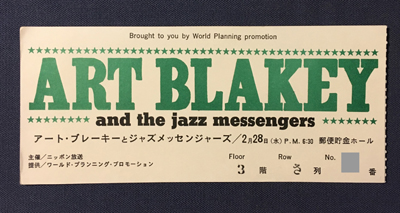 Brought to you by World Planning promotion
ART BLAKEY
and the jazz messengers
アート・ブレーキーとジャズメッセンジャーズ/2月28日(水)P.M. 6:30 郵便貯金ホール
主催/ニッポン放送
提供/ワールド・プランニング・プロモーション
Floor Row No.
3 階 さ 列 番